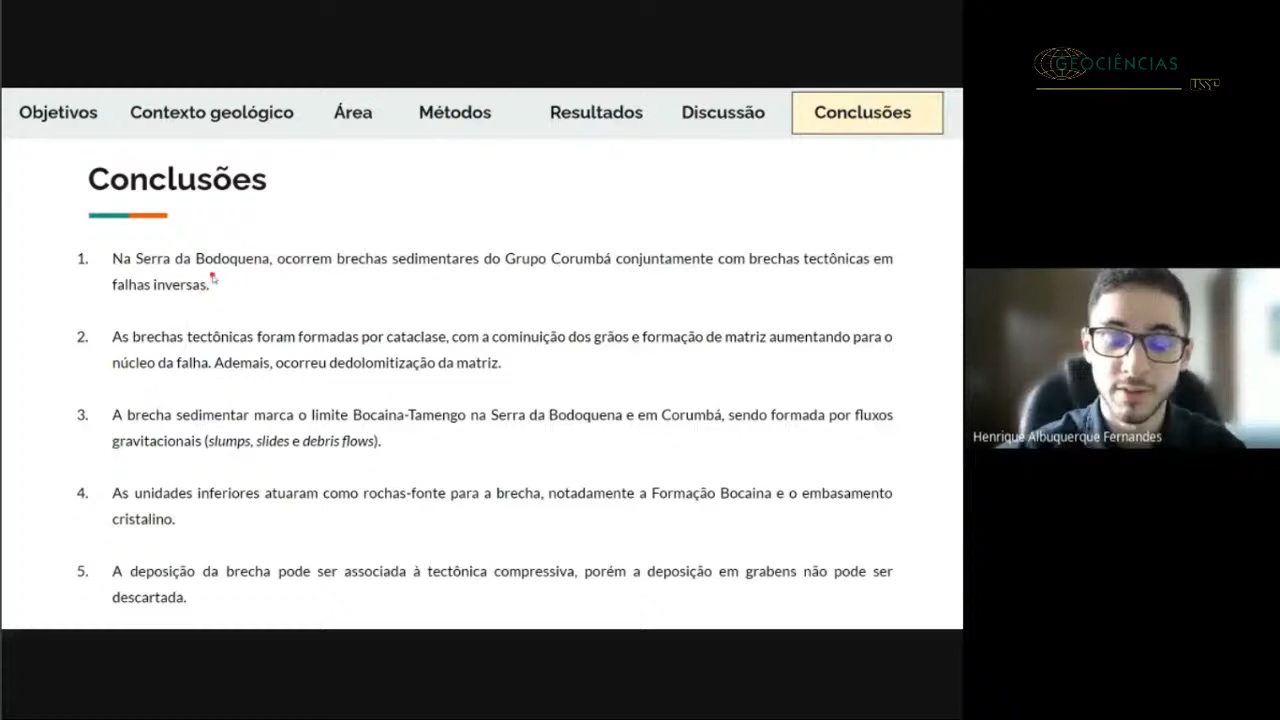 GEOCIÊNCIAS
USP
Objetivos Contexto geológico Área Métodos Resultados Discussão Conclusões
Conclusões
1. Na Serra da Bodoquena, ocorrem brechas sedimentares do Grupo Corumbá conjuntamente com brechas tectônicas em
falhas inversas.
2. As brechas tectônicas foram formadas por cataclase, com a cominuição dos grãos e formação de matriz aumentando para o
núcleo da falha. Ademais, ocorreu dedolomitização da matriz.
3. A brecha sedimentar marca o limite Bocaina-Tamengo na Serra da Bodoquena e em Corumbá, sendo formada por fluxos
gravitacionais (slumps, slides e debris flows).
4. As unidades inferiores atuaram como rochas-fonte para a brecha, notadamente a Formação Bocaina e o embasamento
cristalino.
5. A deposição da brecha pode ser associada à tectônica compressiva, porém a deposição em grabens não pode ser
descartada.
Henrique Albuquerque Fernandes